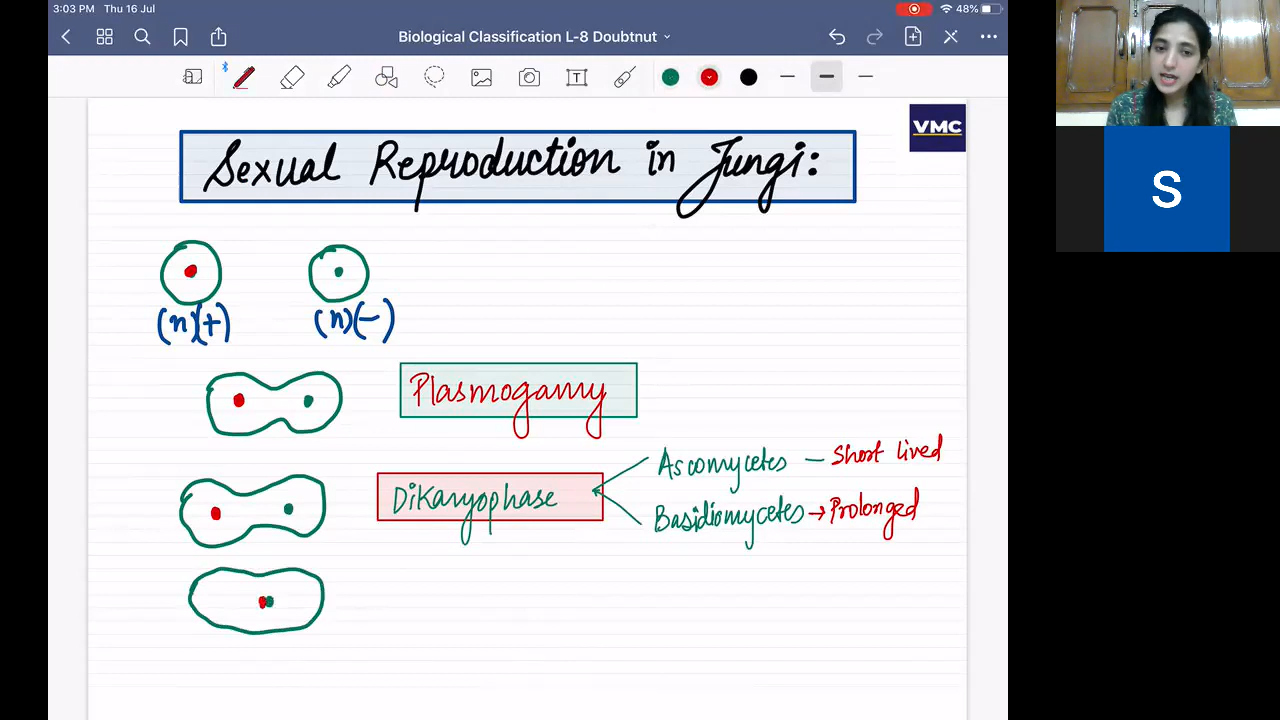 3:03 PM Thu 16 Jul
48%
Biological Classification L-8 Doubtnut
T
VMC
Sexual Reproduction in Fungi:
(n)(+) (n)(-)
Plasmogamy
Ascomycetes — Short lived
Dikaryophase
Basidiomycetes → Prolonged
S